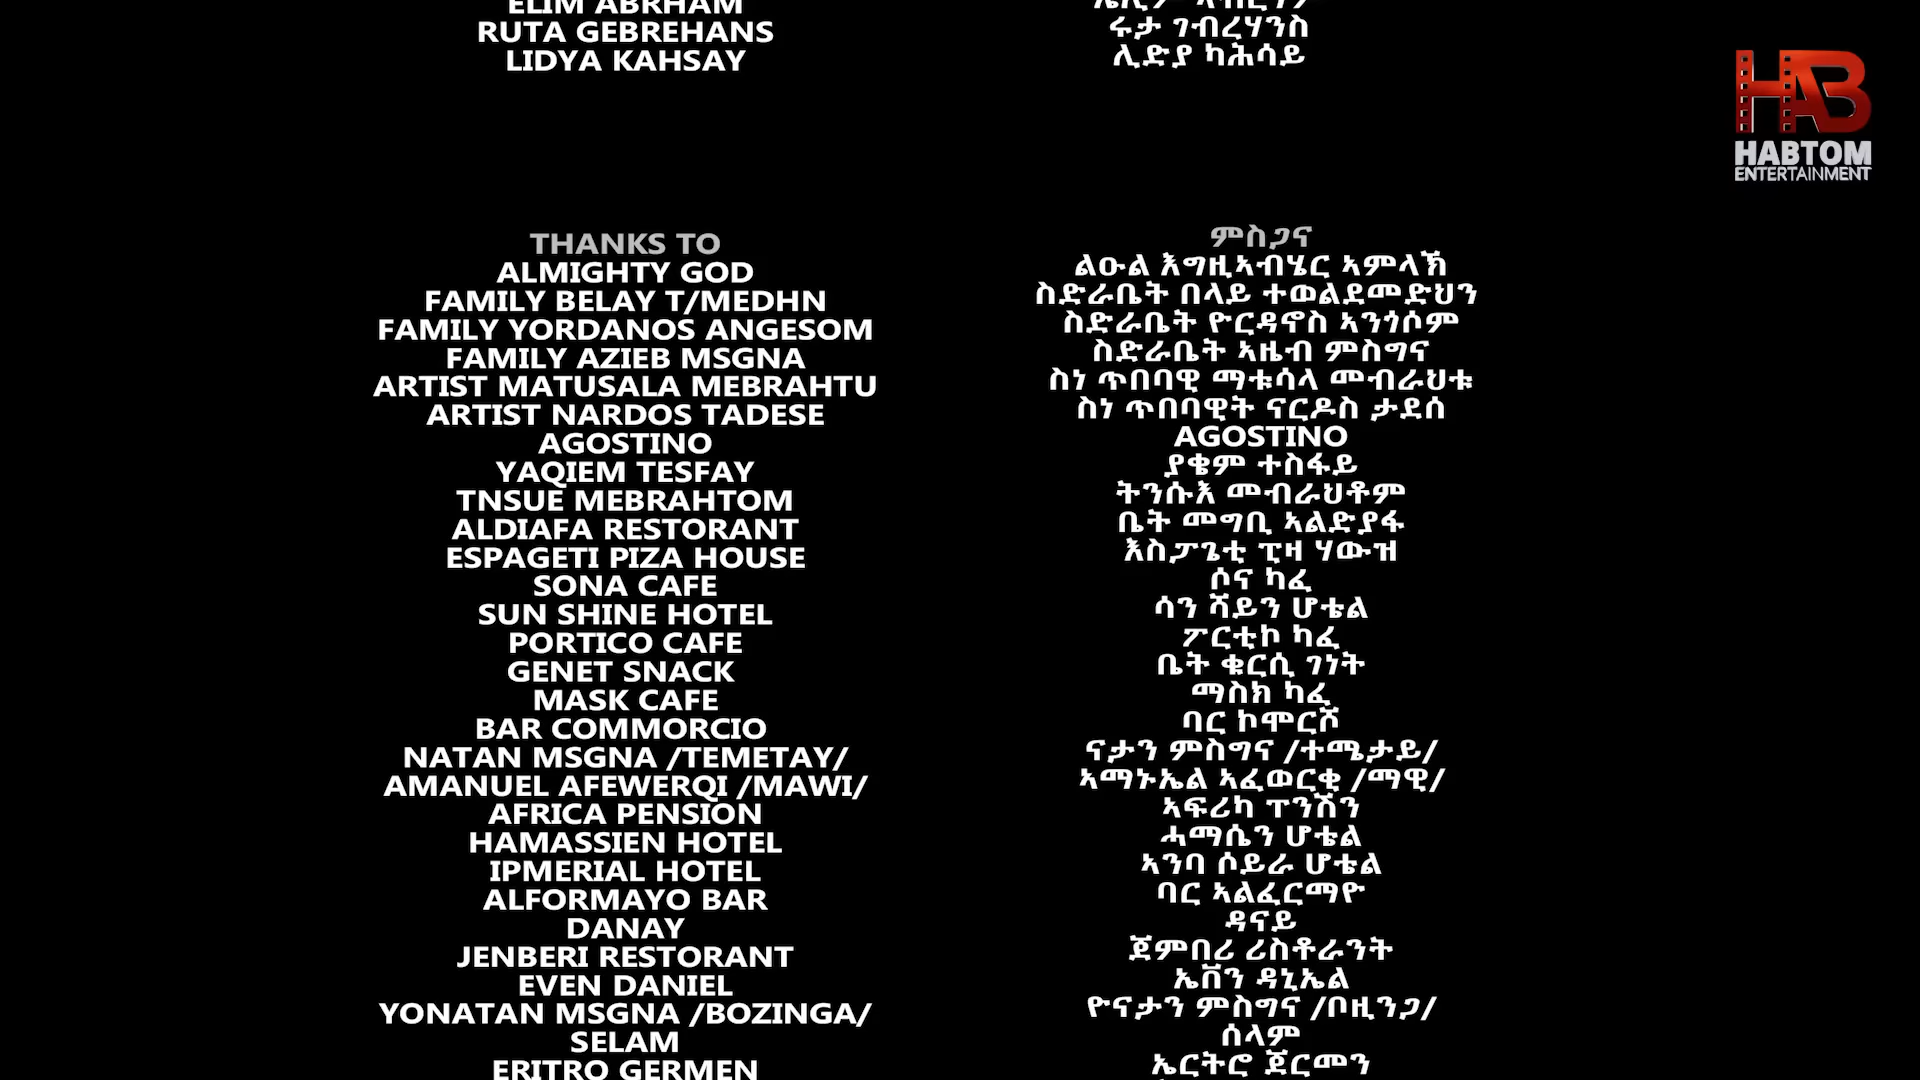 ELIM ABRHAM
RUTA GEBREHANS
LIDYA KAHSAY
ሩታ ገብረሃንስ
ሊድያ ካሕሳይ
HAB
HABTOM
ENTERTAINMENT
THANKS TO
ALMIGHTY GOD
FAMILY BELAY T/MEDHN
FAMILY YORDANOS ANGESOM
FAMILY AZIEB MSGNA
ARTIST MATUSALA MEBRAHTU
ARTIST NARDOS TADESE
AGOSTINO
YAQIEM TESFAY
TNSUE MEBRAHTOM
ALDIAFA RESTORANT
ESPAGETI PIZA HOUSE
SONA CAFE
SUN SHINE HOTEL
PORTICO CAFE
GENET SNACK
MASK CAFE
BAR COMMORCIO
NATAN MSGNA /TEMETAY/
AMANUEL AFEWERQI /MAWI/
AFRICA PENSION
HAMASSIEN HOTEL
IPMERIAL HOTEL
ALFORMAYO BAR
DANAY
JENBERI RESTORANT
EVEN DANIEL
YONATAN MSGNA /BOZINGA/
SELAM
ERITRO GERMEN
ምስጋና
ልዑል እግዚኣብሄር ኣምላኽ
ስድራቤት በላይ ተወልደመድህን
ስድራቤት ዮርዳኖስ ኣንጎሶም
ስድራቤት ኣዜብ ምስግና
ስነ ጥበባዊ ማቱሳላ መብራህቱ
ስነ ጥበባዊት ናርዶስ ታደሰ
AGOSTINO
ያቄም ተስፋይ
ትንሱእ መብራህቶም
ቤት መግቢ ኣልድያፋ
እስፓጌቲ ፒዛ ሃውዝ
ሶና ካፈ
ሳን ሻይን ሆቴል
ፖርቲኮ ካፈ
ቤት ቁርሲ ገነት
ማስክ ካፈ
ባር ኮሞርሾ
ናታን ምስግና /ተሜታይ/
ኣማኑኤል ኣፈወርቂ /ማዊ/
ኣፍሪካ ፐንሽን
ሓማሴን ሆቴል
ኣንባ ሶይራ ሆቴል
ባር ኣልፈርማዮ
ዳናይ
ጀምበሪ ሪስቶራንት
ኤቨን ዳኒኤል
ዮናታን ምስግና /ቦዚንጋ/
ሰላም
ኤርትሮ ጀርመን